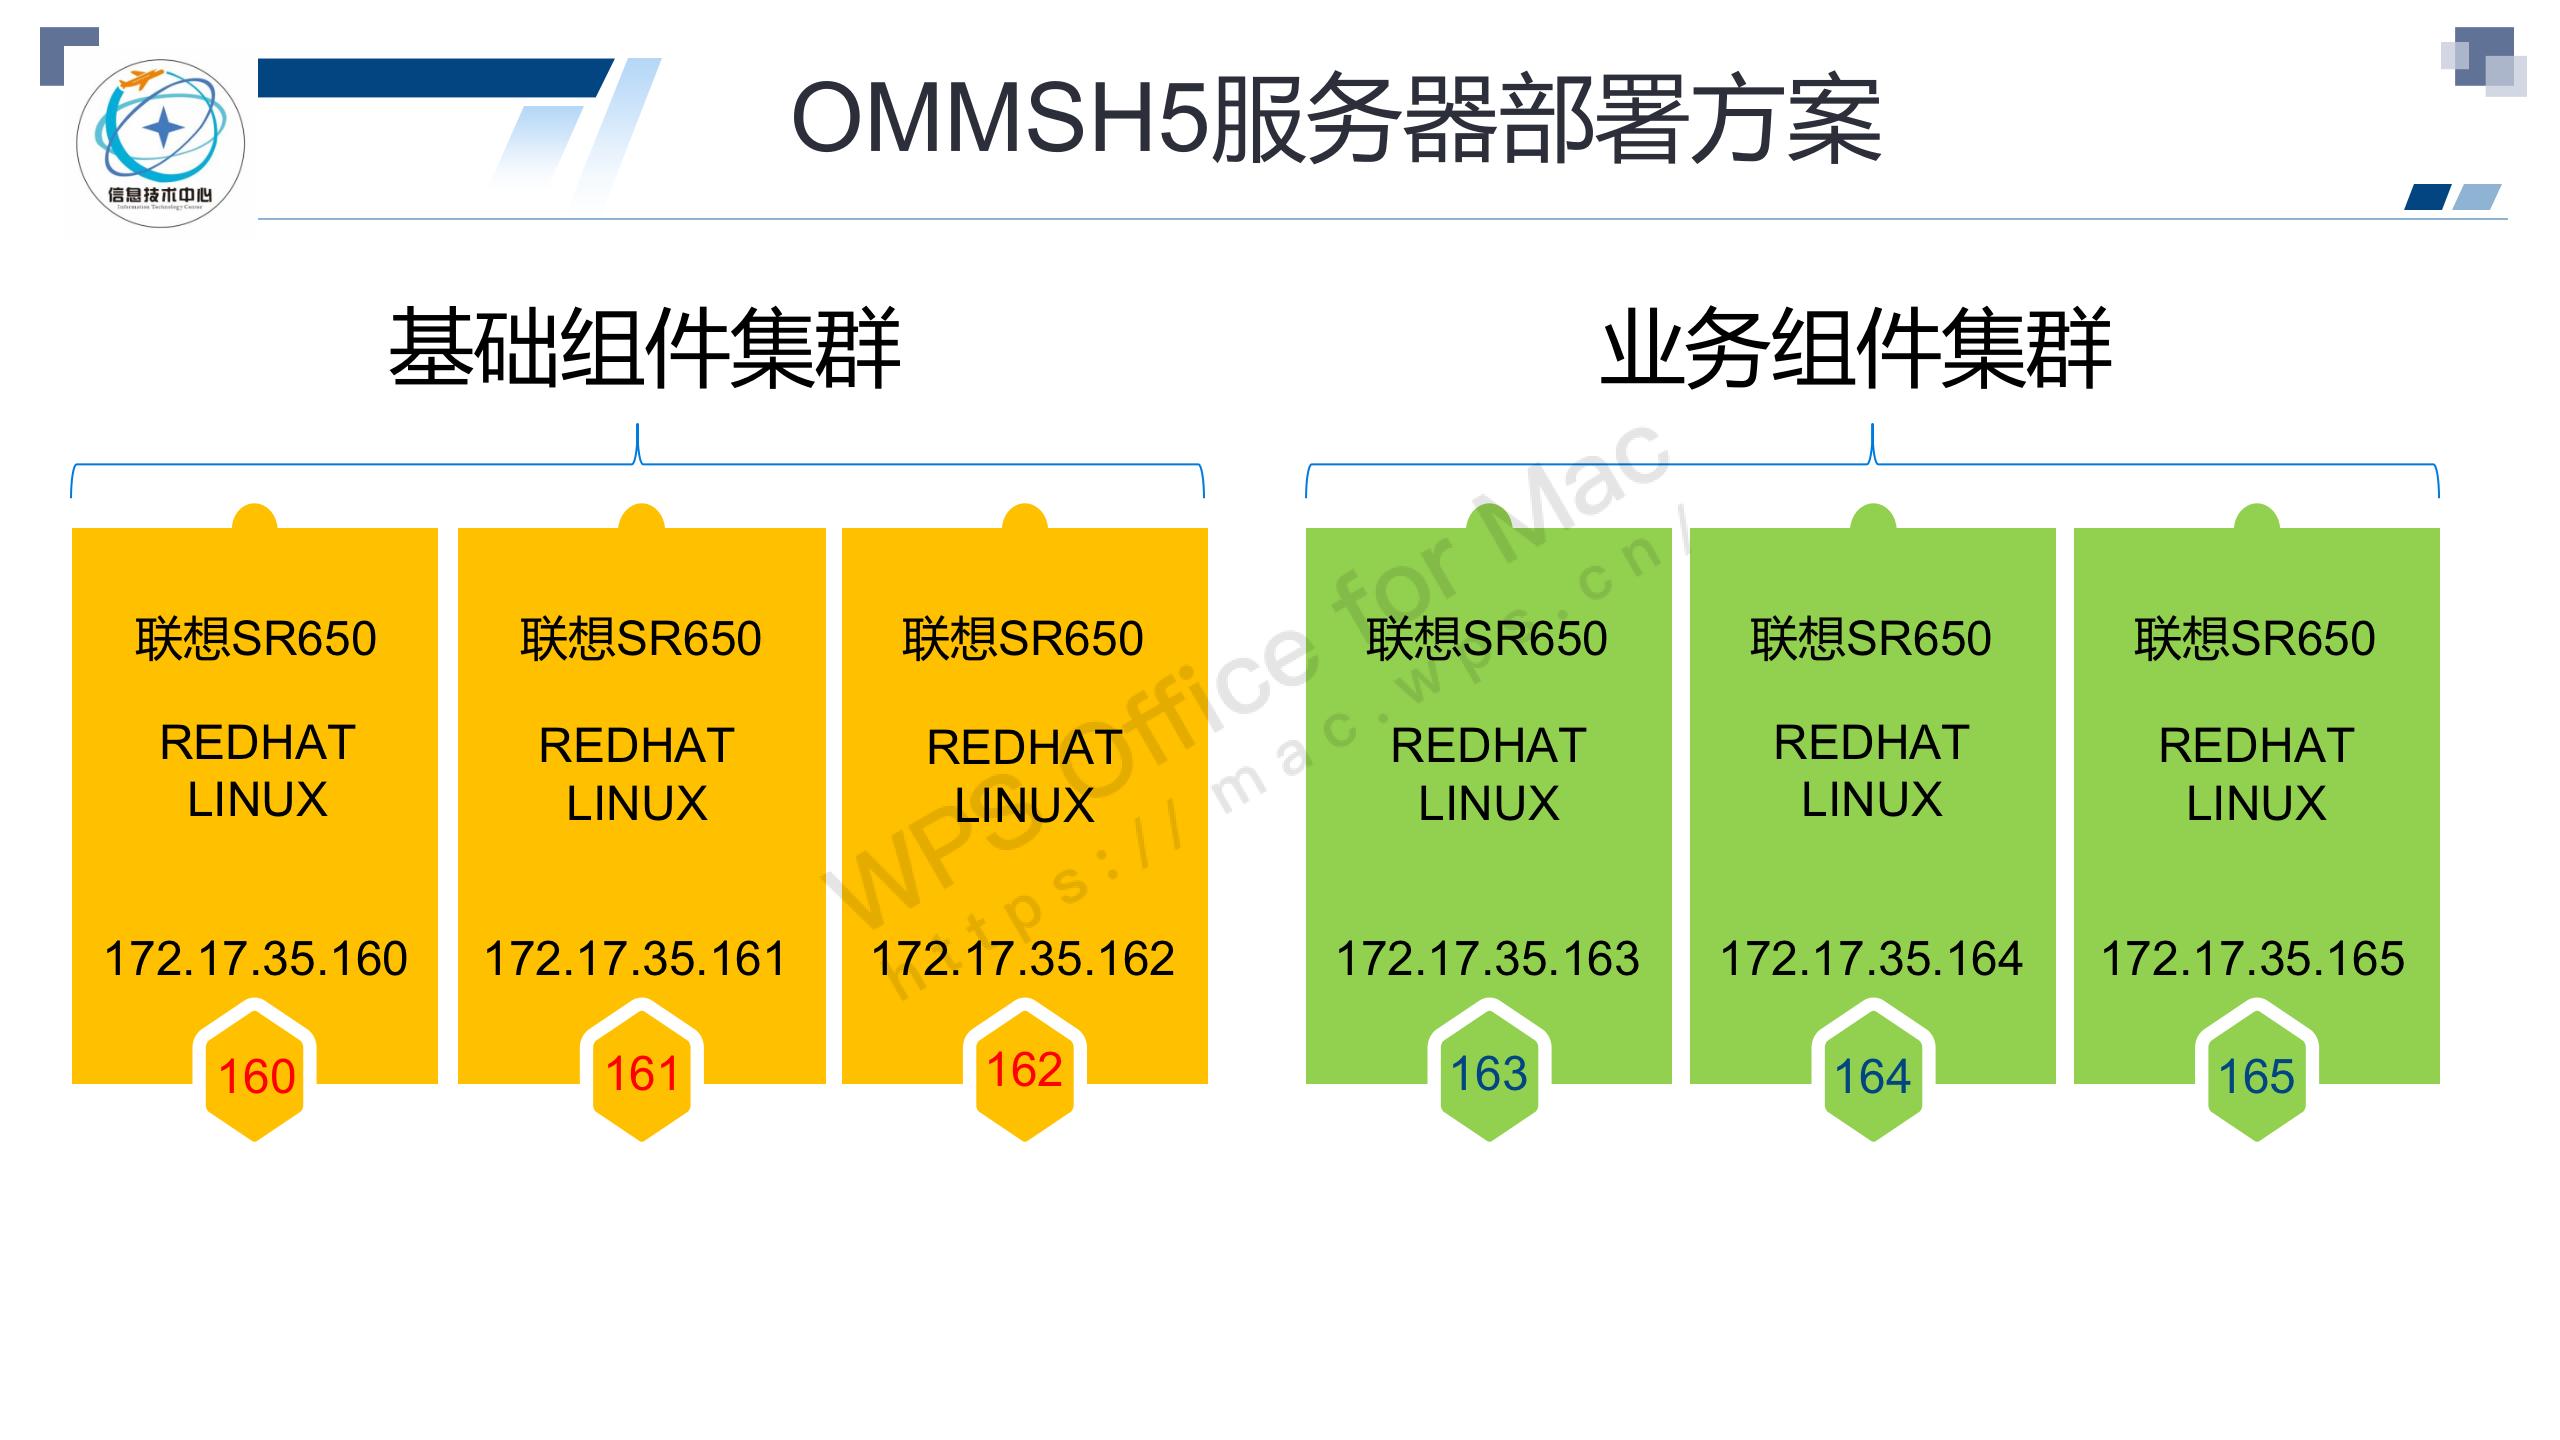 信息技术中心
Information Technology Center
OMMSH5服务器部署方案
基础组件集群
业务组件集群
联想SR650
REDHAT
LINUX
172.17.35.160
160
联想SR650
REDHAT
LINUX
172.17.35.161
161
联想SR650
REDHAT
LINUX
172.17.35.162
162
联想SR650
REDHAT
LINUX
172.17.35.163
163
联想SR650
REDHAT
LINUX
172.17.35.164
164
联想SR650
REDHAT
LINUX
172.17.35.165
165
WPS Office for Mac
https://mac.wps.cn/